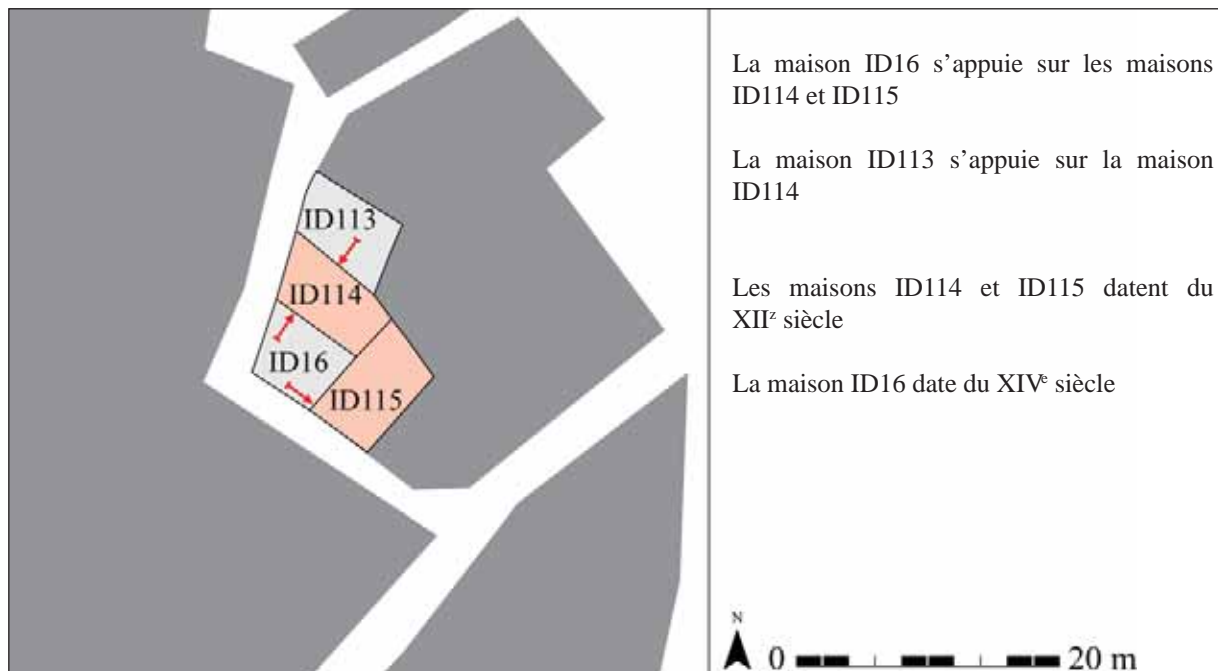 La maison ID16 s'appuie sur les maisons
ID114 et ID115
La maison ID113 s'appuie sur la maison
ID114
Les maisons ID114 et ID115 datent du
XIIᶻ siècle
La maison ID16 date du XIVᵉ siècle
ID113
ID114
ID16
ID115
N
0 20 m